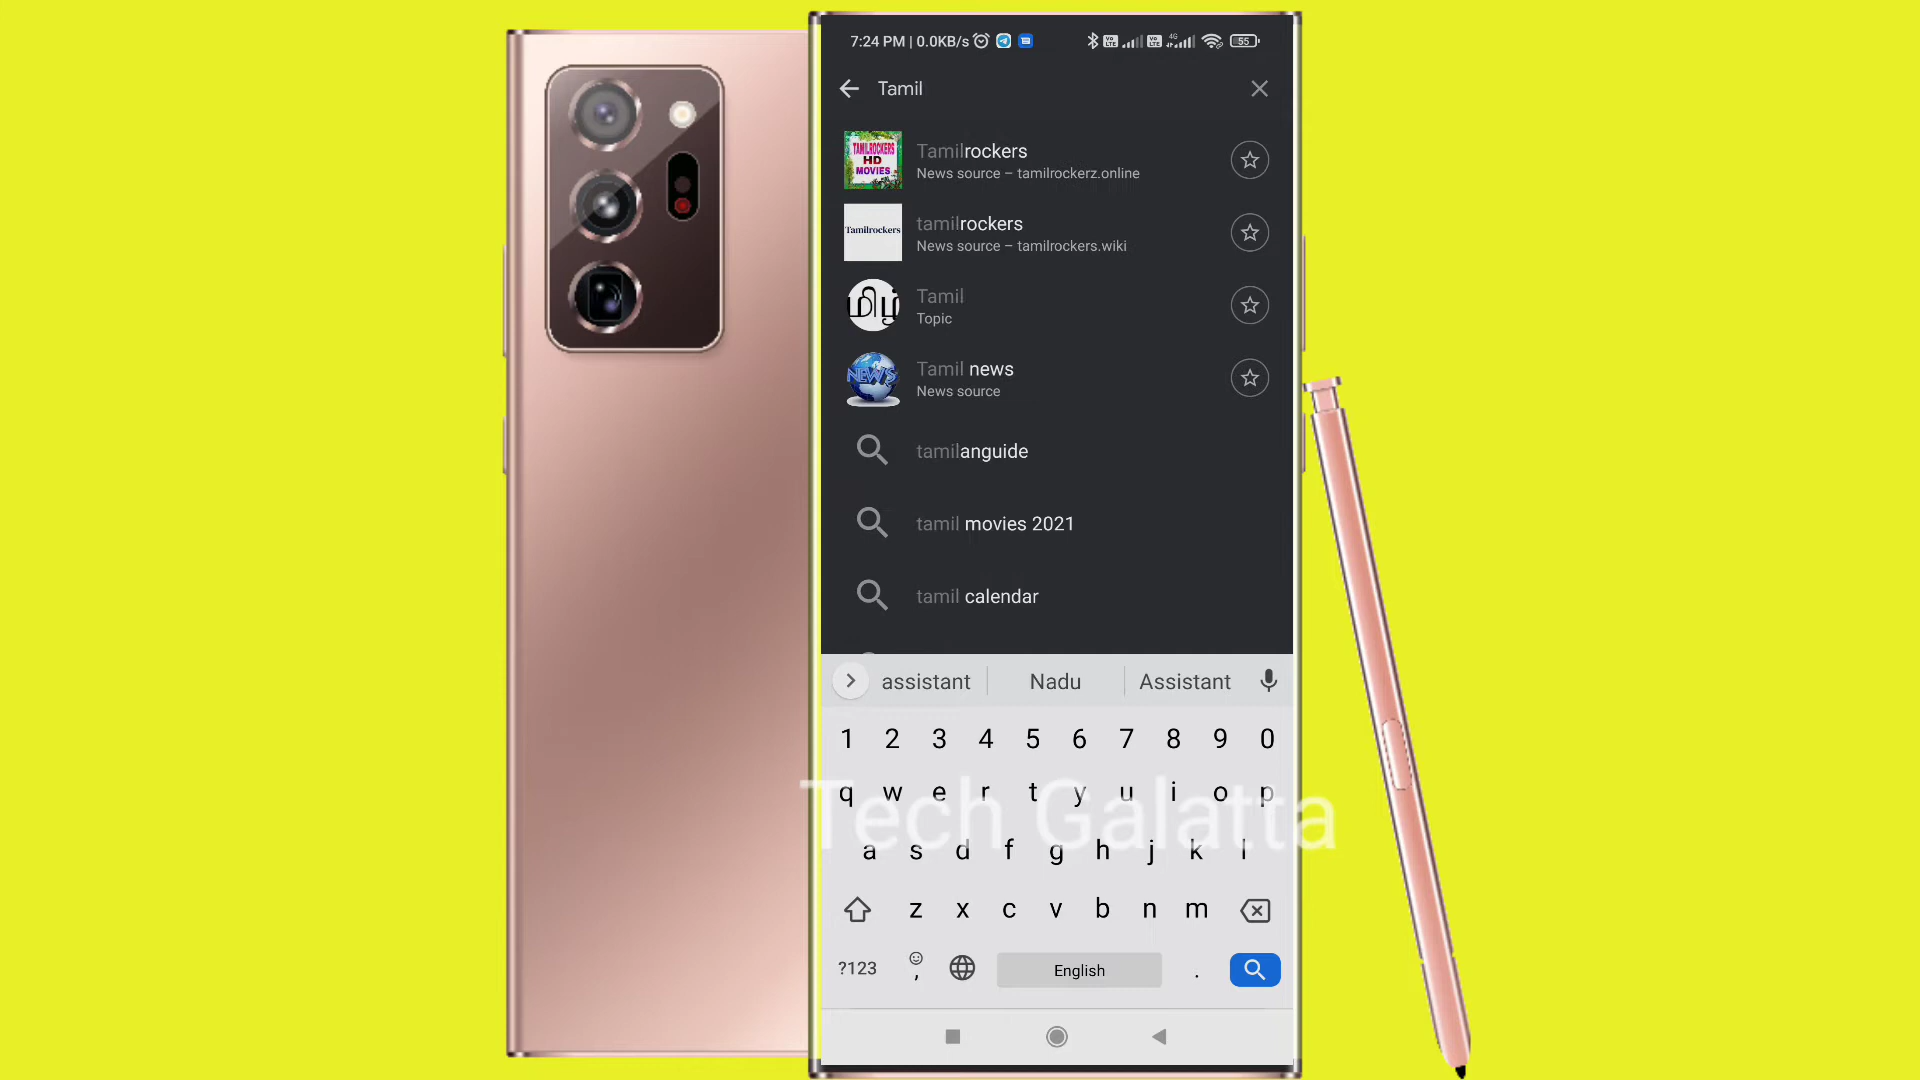 7:24 PM | 0.0KB/s
4G
55
Tamil
TAMILROCKERS
HD
MOVIES
Tamilrockers
News source – tamilrockerz.online
Tamilrockers
tamilrockers
News source – tamilrockers.wiki
மிழ்
Tamil
Topic
NEWS
Tamil news
News source
tamilanguide
tamil movies 2021
tamil calendar
assistant Nadu Assistant
1 2 3 4 5 6 7 8 9 0
q w e r t y u i o p
Tech Galatta
a s d f g h j k l
z x c v b n m
?123 , English .